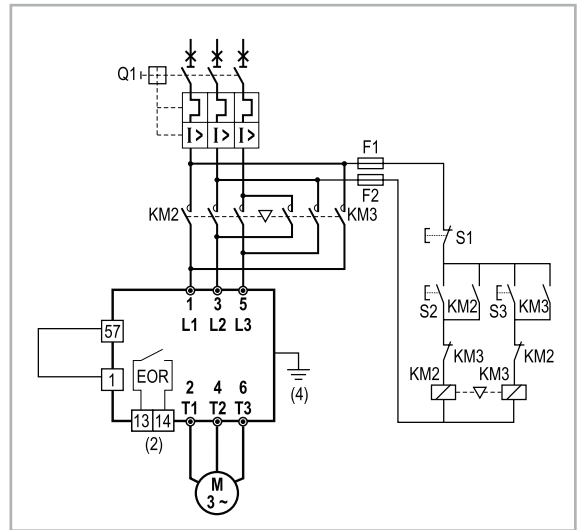 Q1
I> I> I>
F1
F2
KM2 KM3
S1
S2 KM2 S3 KM3
KM3 KM2
KM2 KM3
1 3 5
L1 L2 L3
57
1
EOR
(4)
2 4 6
13 14 T1 T2 T3
(2)
M
3 ~